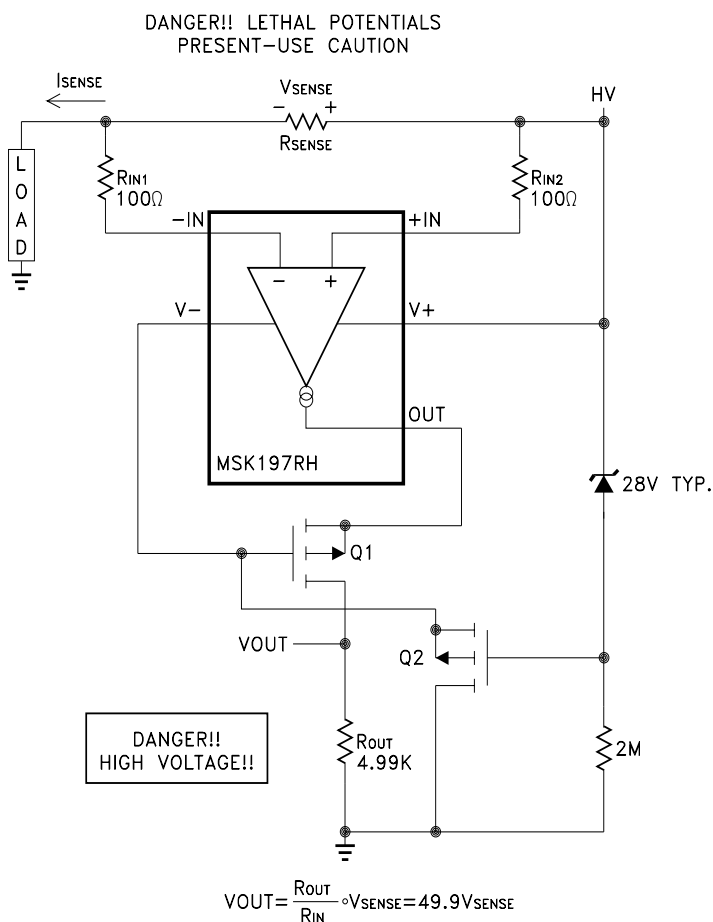 DANGER!! LETHAL POTENTIALS
PRESENT-USE CAUTION
ISENSE
VSENSE
- +
RSENSE
HV
LOAD
RIN1
100Ω
RIN2
100Ω
-IN
+IN
- +
V-
V+
OUT
MSK197RH
28V TYP.
Q1
VOUT
Q2
ROUT
4.99K
2M
DANGER!!
HIGH VOLTAGE!!
VOUT=ROUT/RIN∘VSENSE=49.9VSENSE